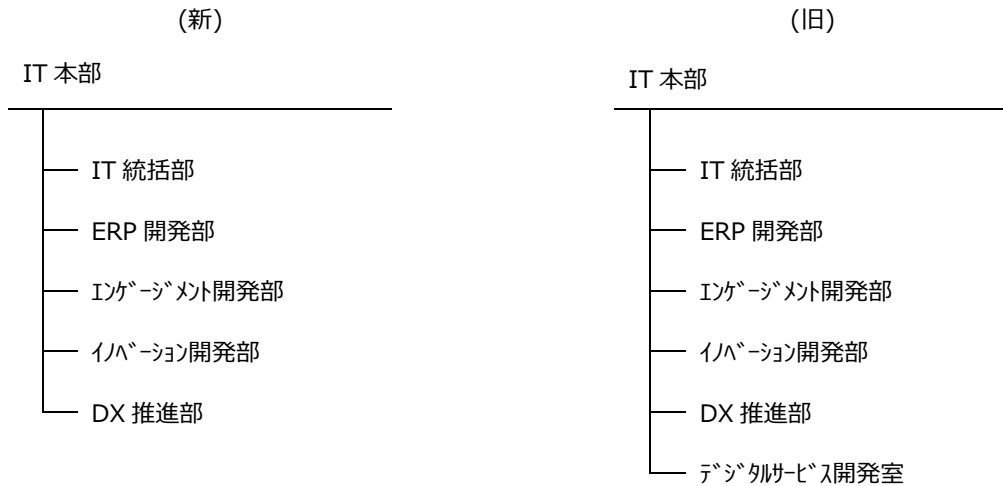 (新)
IT 本部
IT 統括部
ERP 開発部
ｴﾝｹﾞｰｼﾞﾒﾝﾄ開発部
ｲﾉﾍﾞｰｼｮﾝ開発部
DX 推進部
(旧)
IT 本部
IT 統括部
ERP 開発部
ｴﾝｹﾞｰｼﾞﾒﾝﾄ開発部
ｲﾉﾍﾞｰｼｮﾝ開発部
DX 推進部
ﾃﾞｼﾞﾀﾙｻｰﾋﾞｽ開発室